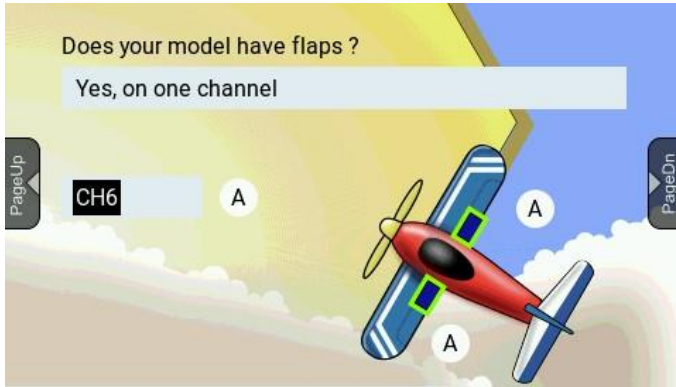 Does your model have flaps ?
Yes, on one channel
PageUp
PageDn
CH6
A
A
A